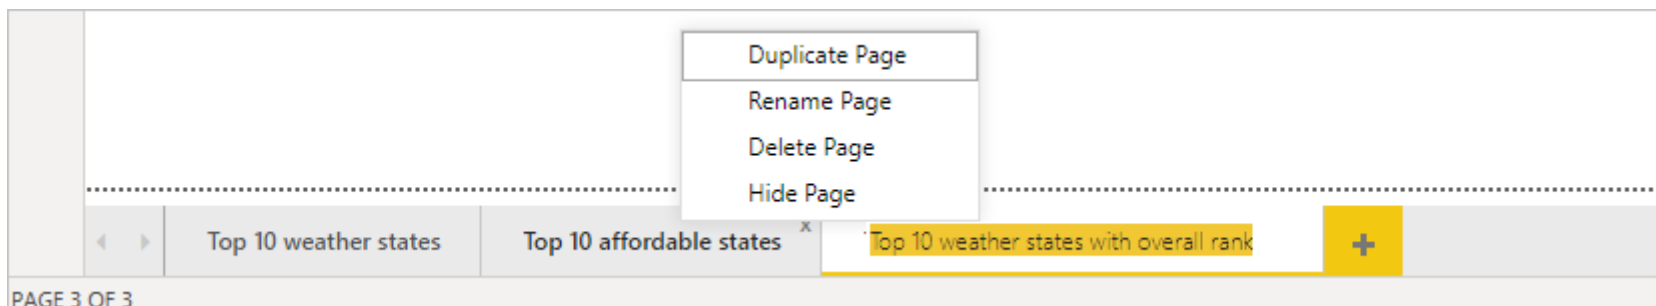 Duplicate Page
Rename Page
Delete Page
Hide Page
Top 10 weather states
Top 10 affordable states
x
Top 10 weather states with overall rank
+
PAGE 3 OF 3